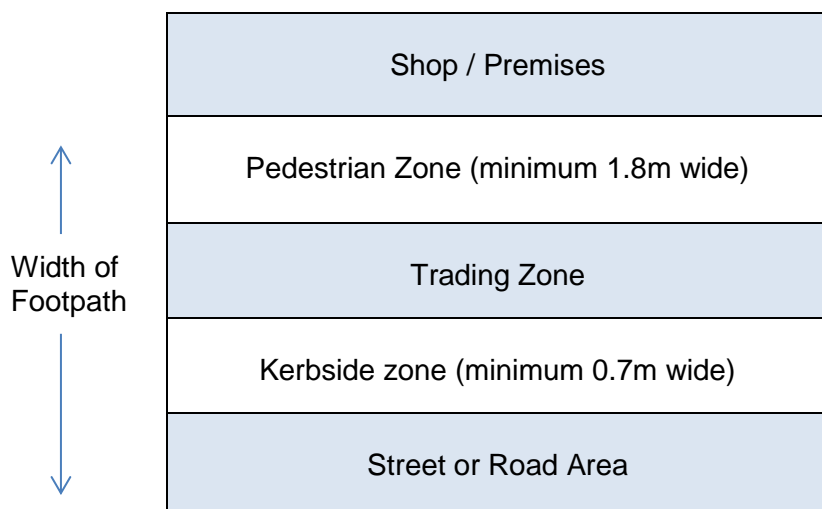 Shop / Premises
Pedestrian Zone (minimum 1.8m wide)
Width of
Footpath
Trading Zone
Kerbside zone (minimum 0.7m wide)
Street or Road Area